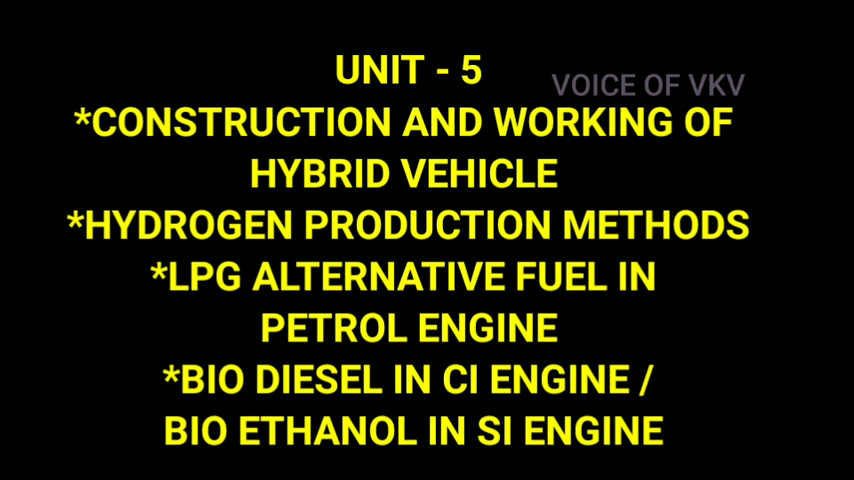 UNIT - 5
VOICE OF VKV
*CONSTRUCTION AND WORKING OF
HYBRID VEHICLE
*HYDROGEN PRODUCTION METHODS
*LPG ALTERNATIVE FUEL IN
PETROL ENGINE
*BIO DIESEL IN CI ENGINE /
BIO ETHANOL IN SI ENGINE